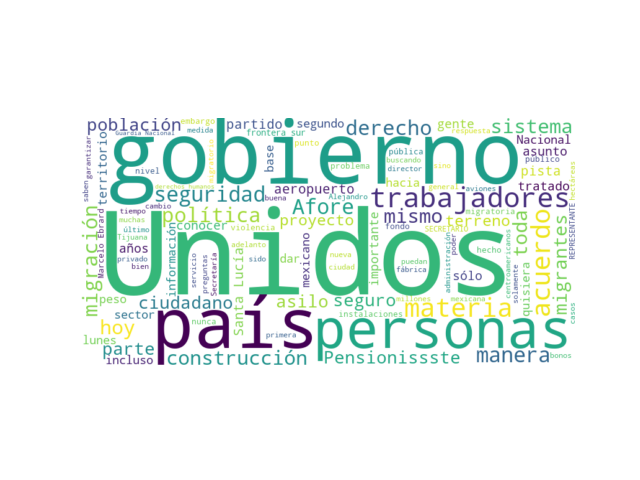 población
embargo
Guardia Nacional
medida
territorio
nivel
garantizar
saben
derechos humanos
gobierno
partido
frontera sur
segundo
base
punto
problema
derecho
gente
respuesta
sistema
Nacional
asunto
público
pública
buscando
director
hacia
pista
tratado
general
aviones
cine
seguridad
aeropuerto
buena
Alejandro
trabajadores
puedan
REPRESENTANTE
migración
Marcelo Ebrard
tiempo
cambio
muchas
último
Tijuana
años
privado
bien
política
conocer
violencia
Afore
proyecto
fondo
mismo
migratoria
SECRETARIO
terreno
toda
acuerdo
migrantes
Unidos
información
servicio
preguntas
Secretaría
adelanto
sido
Santa Lucía
dar
mexicano
nueva
ciudad
importante
poder
fábrica
administración
hecho
sólo
centroamericanos
solamente
quisiera
casos
peso
ciudadano
asilo
seguro
millones
mexicana
materia
instalaciones
hoy
sector
nunca
lunes
parte
incluso
país
primera
personas
construcción
Pensionissste
manera
bonos